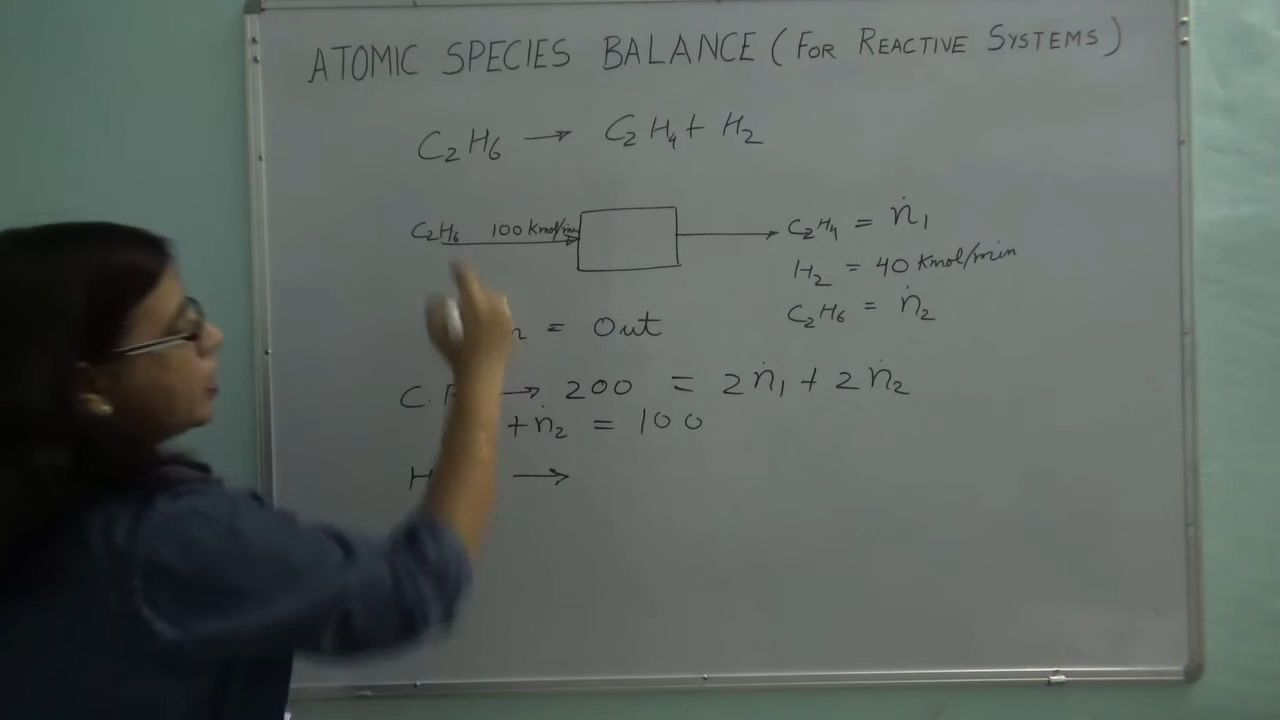 ATOMIC SPECIES BALANCE (FOR REACTIVE SYSTEMS)
C₂H₆ → C₂H₄ + H₂
C₂H₆ 100 Kmol/min
C₂H₄ = ṅ₁
H₂ = 40 Kmol/min
C₂H₆ = ṅ₂
= Out
C. → 200 = 2ṅ₁ + 2ṅ₂
+ ṅ₂ = 100
H →